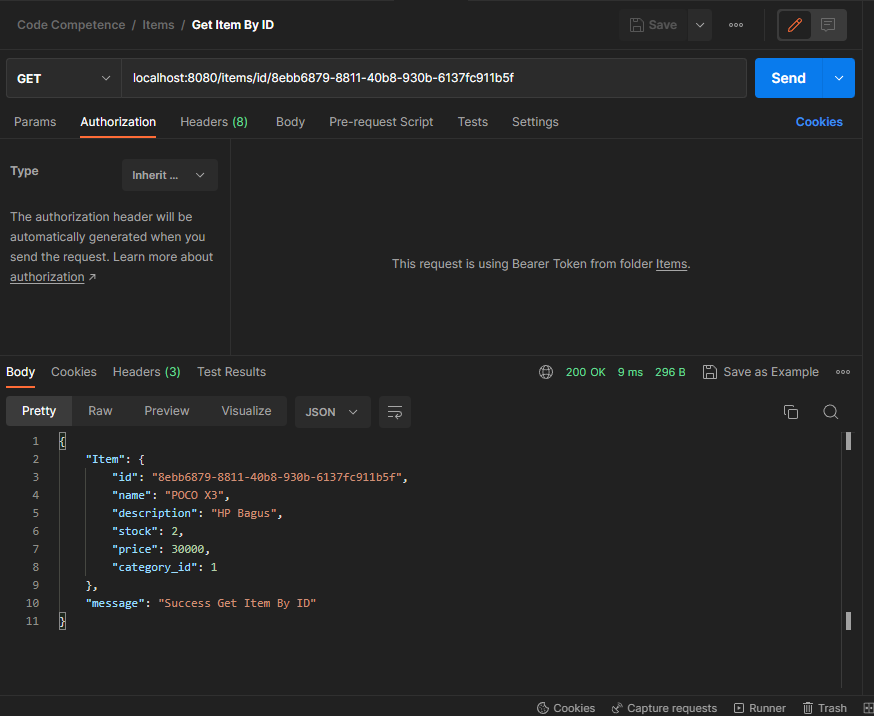 Code Competence / Items / Get Item By ID
Save
GET
localhost:8080/items/id/8ebb6879-8811-40b8-930b-6137fc911b5f
Send
Params Authorization Headers (8) Body Pre-request Script Tests Settings Cookies
Type
Inherit ...
The authorization header will be
automatically generated when you
send the request. Learn more about
authorization ↗
This request is using Bearer Token from folder Items.
Body Cookies Headers (3) Test Results 200 OK 9 ms 296 B Save as Example
Pretty Raw Preview Visualize JSON
1 {
2 "Item": {
3 "id": "8ebb6879-8811-40b8-930b-6137fc911b5f",
4 "name": "POCO X3",
5 "description": "HP Bagus",
6 "stock": 2,
7 "price": 30000,
8 "category_id": 1
9 },
10 "message": "Success Get Item By ID"
11 }
Cookies Capture requests Runner Trash